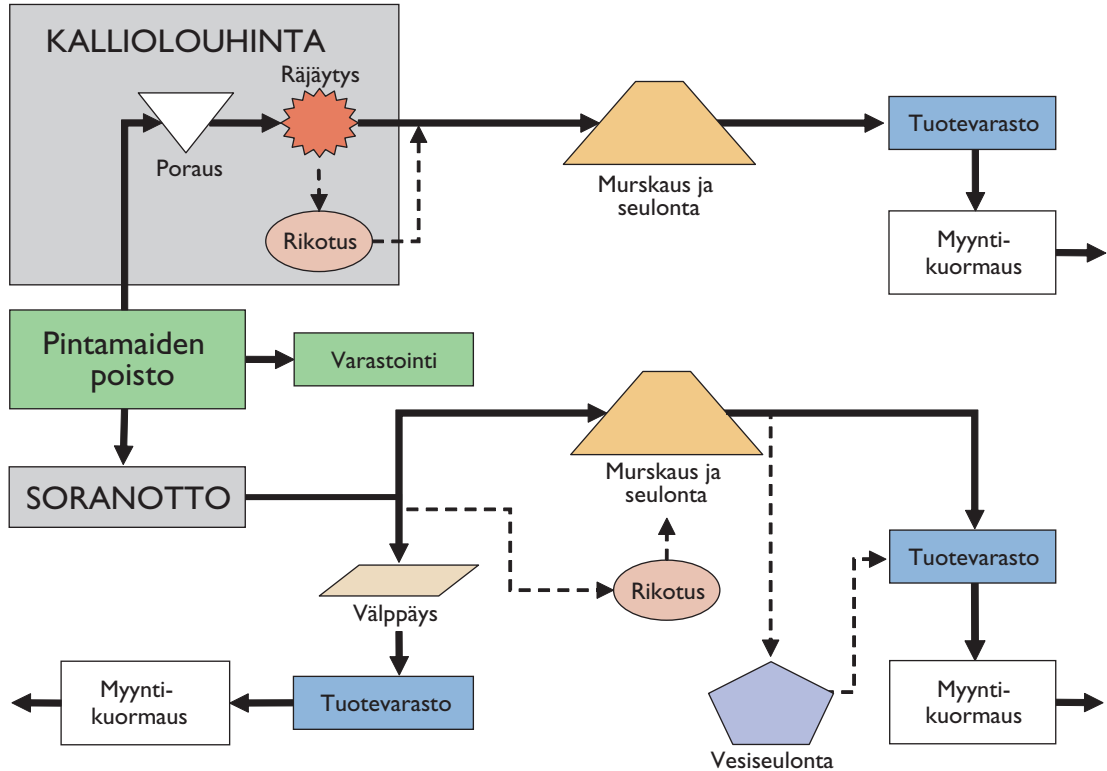 KALLIOLOUHINTA
Räjäytys
Poraus
Rikotus
Murskaus ja
seulonta
Tuotevarasto
Myynti-
kuormaus
Pintamaiden
poisto
Varastointi
SORANOTTO
Murskaus ja
seulonta
Välppäys
Rikotus
Tuotevarasto
Myynti-
kuormaus
Tuotevarasto
Myynti-
kuormaus
Vesiseulonta